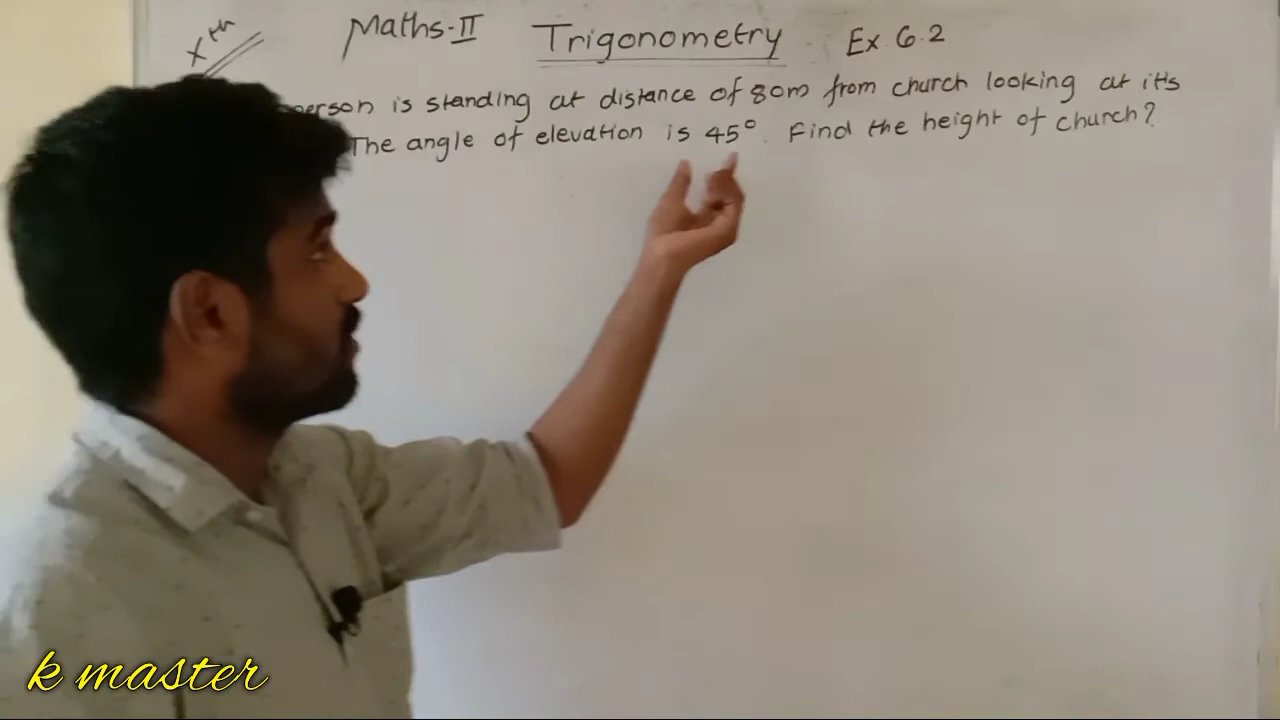 Xth
Maths-II Trigonometry Ex 6.2
person is standing at distance of 80m from church looking at it's
The angle of elevation is 45°. Find the height of church?
k master